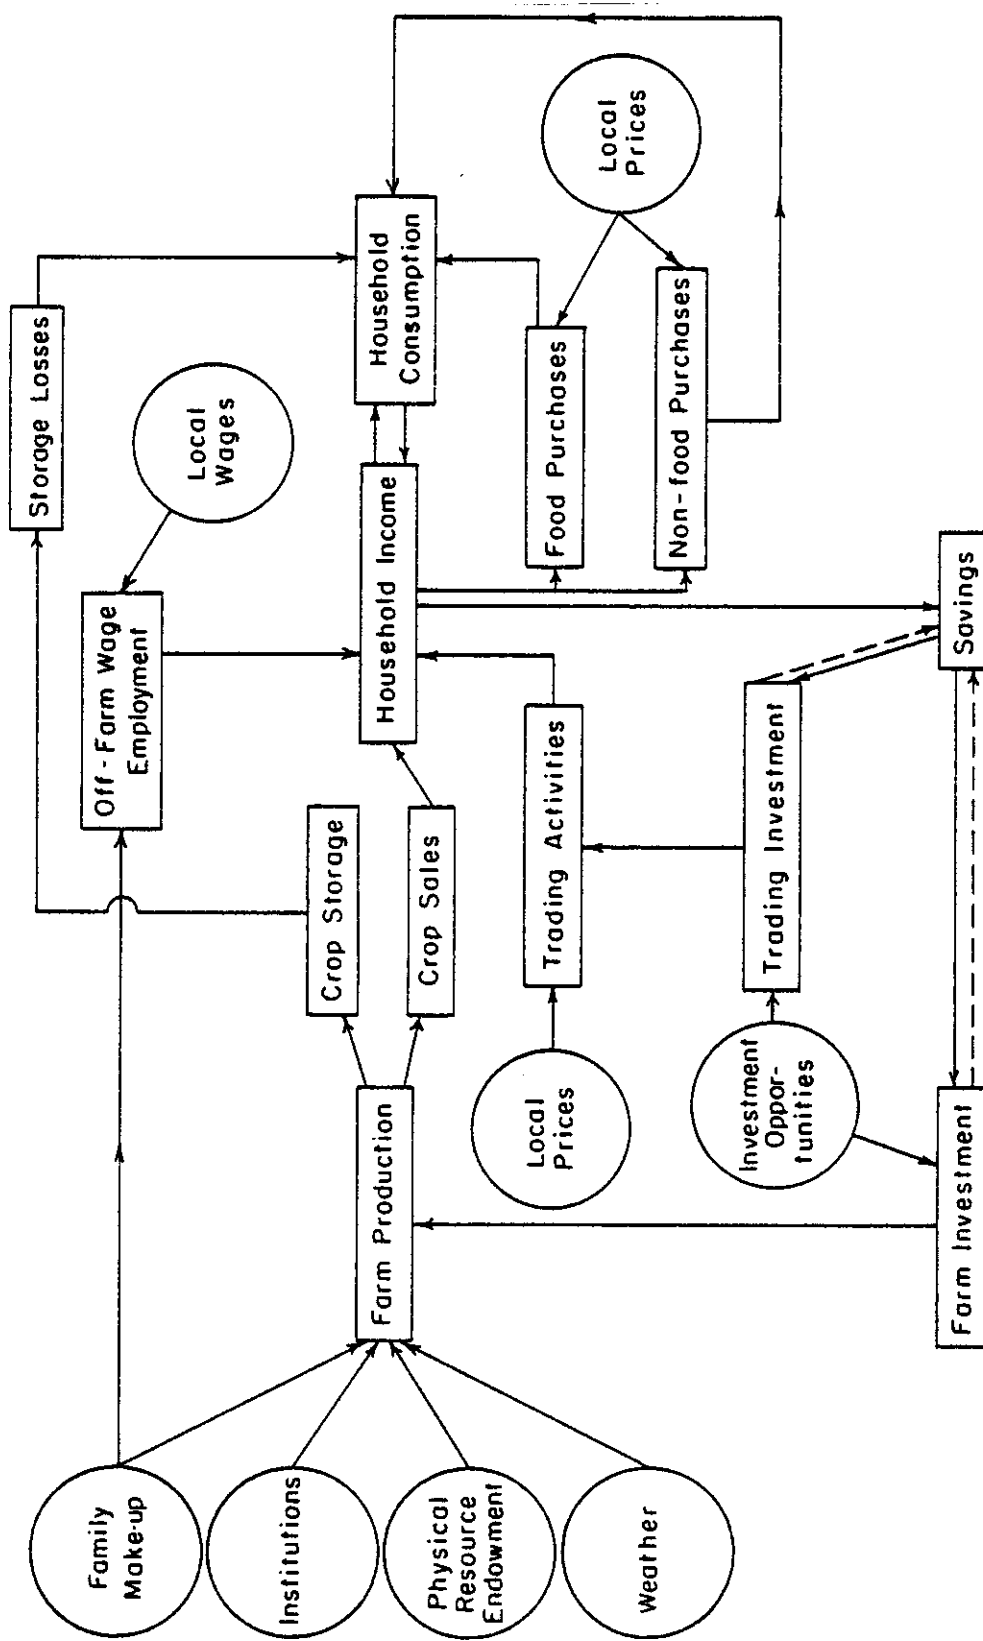 Family
Make-up
Institutions
Physical
Resource
Endowment
Weather
Farm Production
Crop Storage
Crop Sales
Off-Farm Wage
Employment
Storage Losses
Local
Wages
Household Income
Household
Consumption
Local
Prices
Trading Activities
Food Purchases
Local
Prices
Non-food Purchases
Investment
Oppor-
tunities
Trading Investment
Farm Investment
Savings